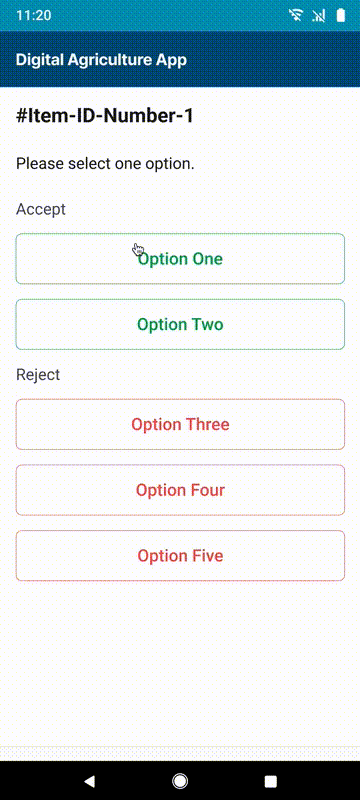 11:20
Digital Agriculture App
#Item-ID-Number-1
Please select one option.
Accept
Option One
Option Two
Reject
Option Three
Option Four
Option Five